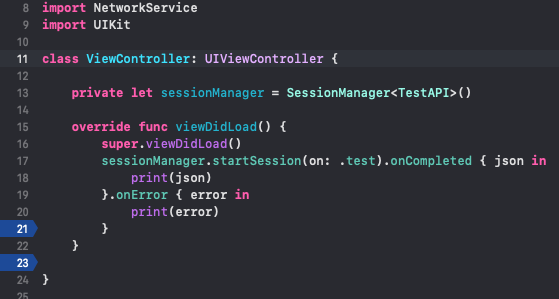 8 import NetworkService
9 import UIKit
10
11 class ViewController: UIViewController {
12
13     private let sessionManager = SessionManager<TestAPI>()
14
15     override func viewDidLoad() {
16         super.viewDidLoad()
17         sessionManager.startSession(on: .test).onCompleted { json in
18             print(json)
19         }.onError { error in
20             print(error)
21         }
22     }
23
24 }
25